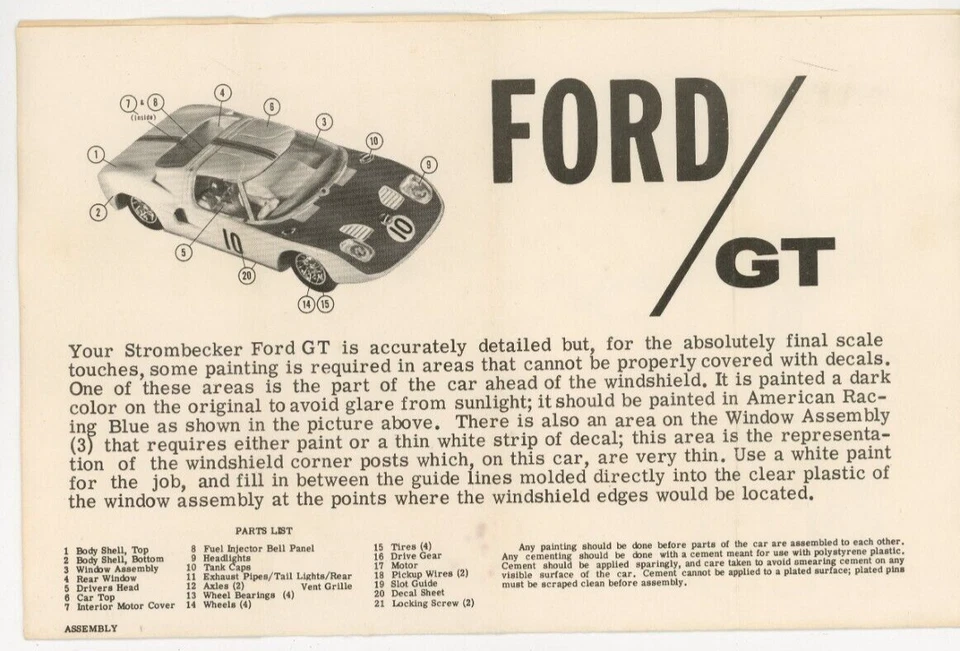 FORD/
GT
7 & 8
(inside)
4
6
3
10
9
1
2
5
10
10
20
14 15
Your Strombecker Ford GT is accurately detailed but, for the absolutely final scale
touches, some painting is required in areas that cannot be properly covered with decals.
One of these areas is the part of the car ahead of the windshield. It is painted a dark
color on the original to avoid glare from sunlight; it should be painted in American Rac-
ing Blue as shown in the picture above. There is also an area on the Window Assembly
(3) that requires either paint or a thin white strip of decal; this area is the representa-
tion of the windshield corner posts which, on this car, are very thin. Use a white paint
for the job, and fill in between the guide lines molded directly into the clear plastic of
the window assembly at the points where the windshield edges would be located.
PARTS LIST
1 Body Shell, Top
2 Body Shell, Bottom
3 Window Assembly
4 Rear Window
5 Drivers Head
6 Car Top
7 Interior Motor Cover
8 Fuel Injector Bell Panel
9 Headlights
10 Tank Caps
11 Exhaust Pipes/Tail Lights/Rear
12 Axles (2) Vent Grille
13 Wheel Bearings (4)
14 Wheels (4)
15 Tires (4)
16 Drive Gear
17 Motor
18 Pickup Wires (2)
19 Slot Guide
20 Decal Sheet
21 Locking Screw (2)
Any painting should be done before parts of the car are assembled to each other.
Any cementing should be done with a cement meant for use with polystyrene plastic.
Cement should be applied sparingly, and care taken to avoid smearing cement on any
visible surface of the car. Cement cannot be applied to a plated surface; plated pins
must be scraped clean before assembly.
ASSEMBLY